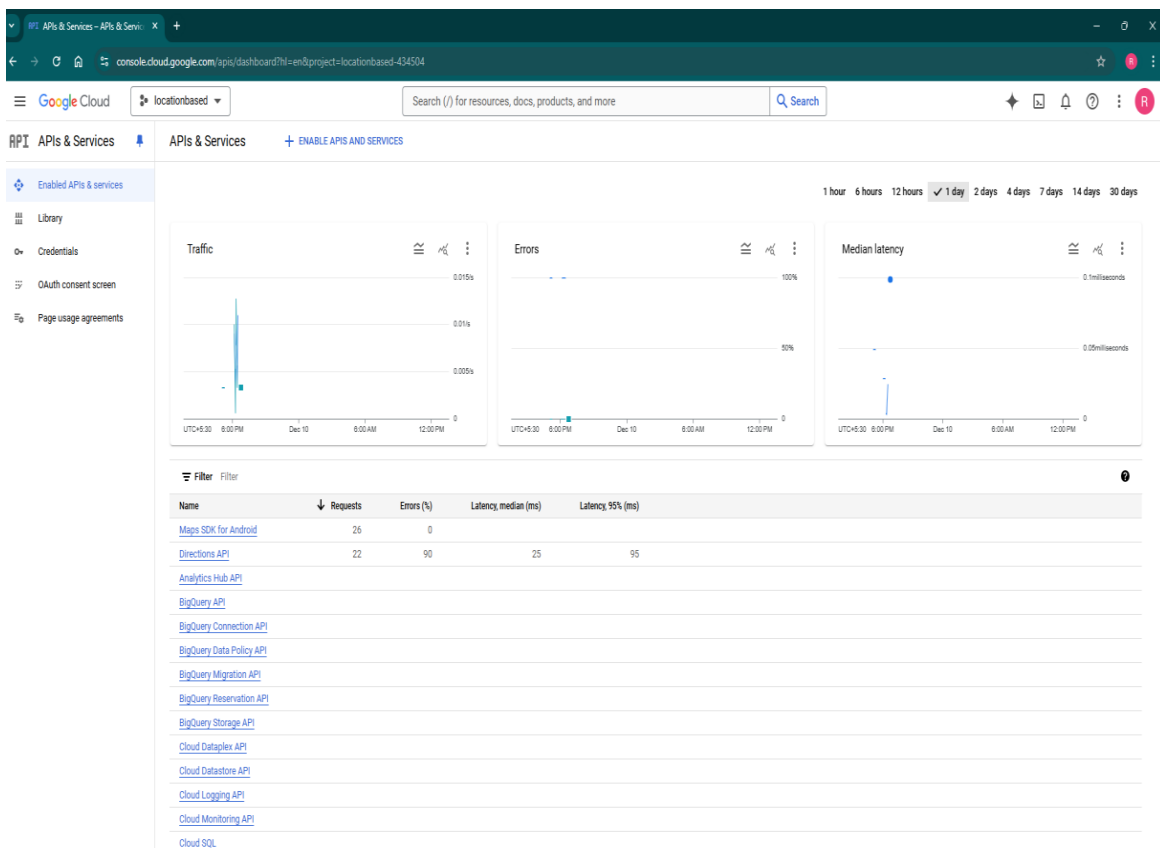 API APIs & Services – APIs & Servic X +
console.cloud.google.com/apis/dashboard?hl=en&project=locationbased-434504 R
Google Cloud locationbased Search (/) for resources, docs, products, and more Search R
API APIs & Services APIs & Services + ENABLE APIS AND SERVICES
Enabled APIs & services
Library
Credentials
OAuth consent screen
Page usage agreements
1 hour 6 hours 12 hours ✓ 1 day 2 days 4 days 7 days 14 days 30 days
Traffic
0.015/s
0.01/s
0.005/s
0
UTC+5:30 6:00 PM Dec 10 6:00 AM 12:00 PM
Errors
100%
50%
0
UTC+5:30 6:00 PM Dec 10 6:00 AM 12:00 PM
Median latency
0.1milliseconds
0.05milliseconds
0
UTC+5:30 6:00 PM Dec 10 6:00 AM 12:00 PM
Filter Filter
Name Requests Errors (%) Latency, median (ms) Latency, 95% (ms)
Maps SDK for Android 26 0
Directions API 22 90 25 95
Analytics Hub API
BigQuery API
BigQuery Connection API
BigQuery Data Policy API
BigQuery Migration API
BigQuery Reservation API
BigQuery Storage API
Cloud Dataplex API
Cloud Datastore API
Cloud Logging API
Cloud Monitoring API
Cloud SQL